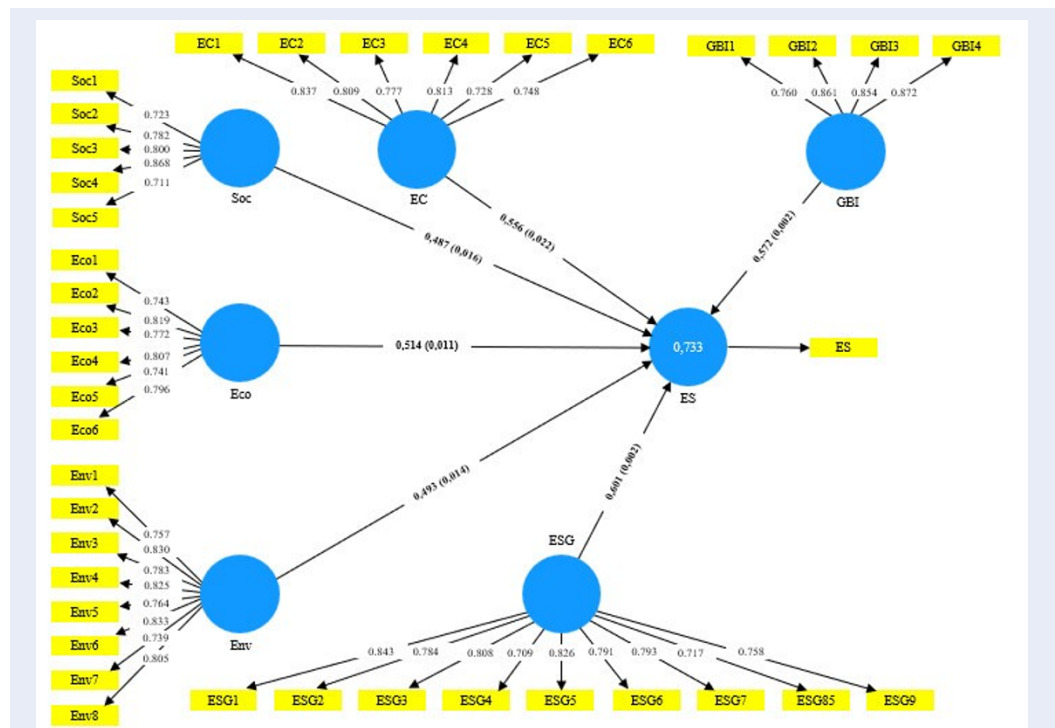 EC1 EC2 EC3 EC4 EC5 EC6
GBI1 GBI2 GBI3 GBI4
0.837 0.809 0.777 0.813 0.728 0.748
0.760 0.861 0.854 0.872
Soc1
Soc2
Soc3
Soc4
Soc5
0.723
0.782
0.800
0.868
0.711
Soc
EC
GBI
0,487 (0,016)
0,556 (0,022)
0,572 (0,002)
Eco1
Eco2
Eco3
Eco4
Eco5
Eco6
0.743
0.819
0.772
0.807
0.741
0.796
Eco
0,514 (0,011)
0,733
ES
ES
Env1
Env2
Env3
Env4
Env5
Env6
Env7
Env8
0.757
0.830
0.783
0.825
0.764
0.833
0.739
0.805
Env
0,493 (0,014)
0,601 (0,002)
ESG
0.843 0.784 0.808 0.709 0.826 0.791 0.793 0.717 0.758
ESG1 ESG2 ESG3 ESG4 ESG5 ESG6 ESG7 ESG85 ESG9